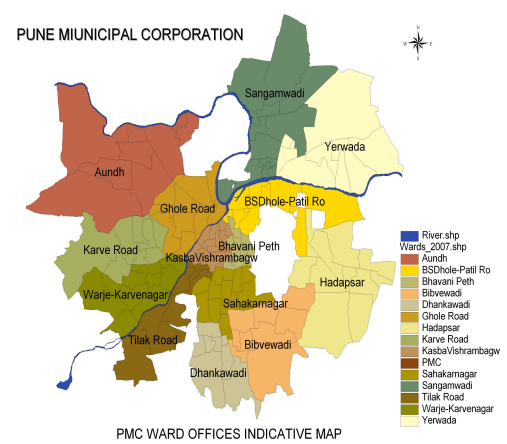 PUNE MIUNICIPAL CORPORATION
N
W E
S
Sangamwadi
Yerwada
Aundh
BSDhole-Patil Ro
Ghole Road
Karve Road
Bhavani Peth
KasbaVishrambagw
Hadapsar
Warje-Karvenagar
Sahakarnagar
Tilak Road
Bibvewadi
Dhankawadi
River.shp
Wards_2007.shp
Aundh
BSDhole-Patil Ro
Bhavani Peth
Bibvewadi
Dhankawadi
Ghole Road
Hadapsar
Karve Road
KasbaVishrambagw
PMC
Sahakarnagar
Sangamwadi
Tilak Road
Warje-Karvenagar
Yerwada
PMC WARD OFFICES INDICATIVE MAP